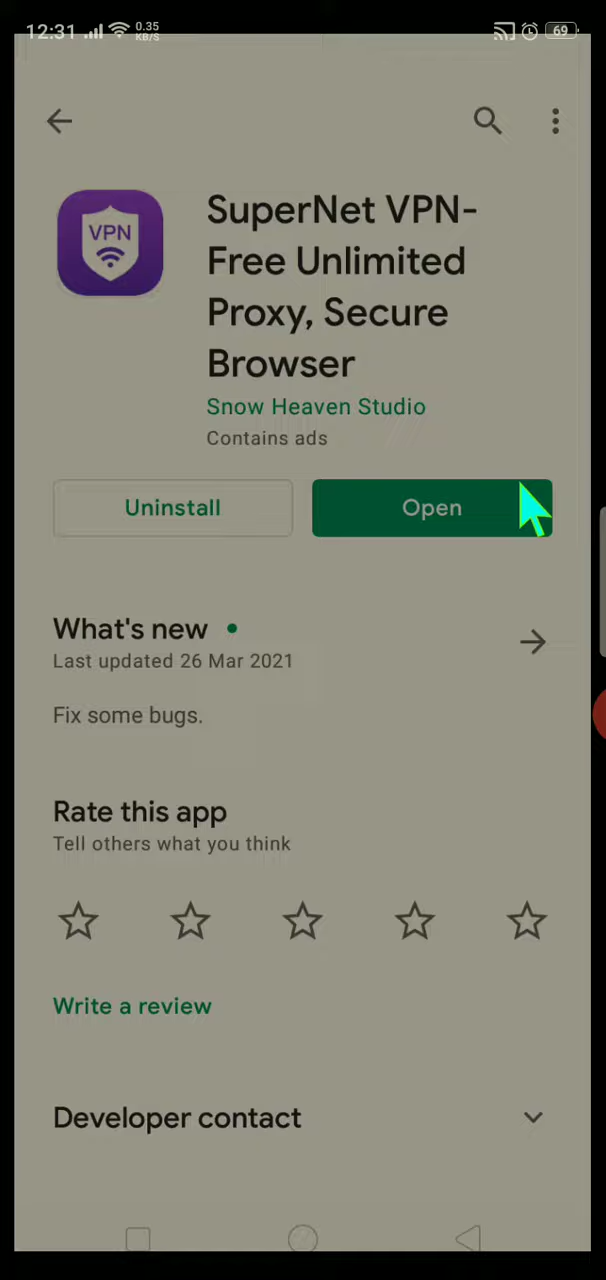 12:31 0.35 KB/S 69
VPN
SuperNet VPN-
Free Unlimited
Proxy, Secure
Browser
Snow Heaven Studio
Contains ads
Uninstall
Open
What's new
Last updated 26 Mar 2021
Fix some bugs.
Rate this app
Tell others what you think
Write a review
Developer contact